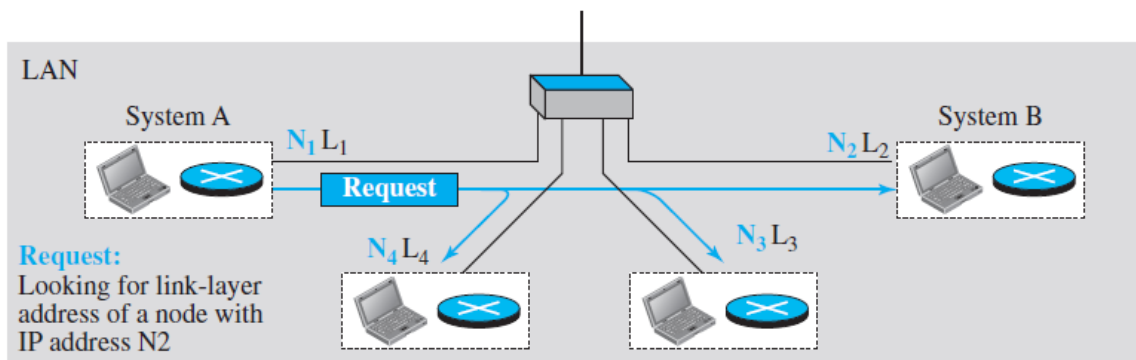 LAN
System A
System B
N1 L1
N2 L2
Request
N4 L4
N3 L3
Request:
Looking for link-layer
address of a node with
IP address N2